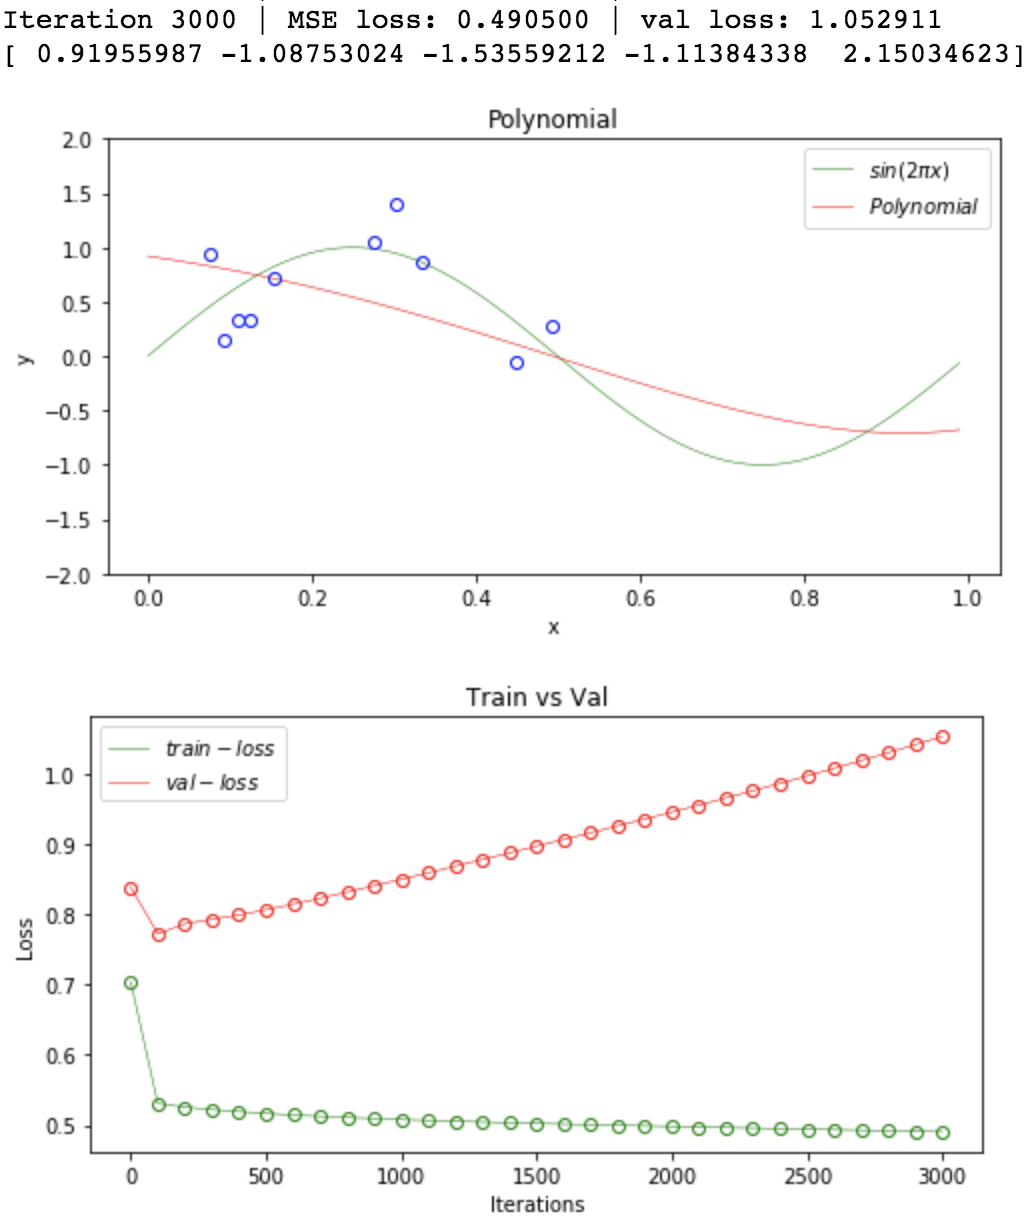 Iteration 3000 | MSE loss: 0.490500 | val loss: 1.052911
[ 0.91955987 -1.08753024 -1.53559212 -1.11384338  2.15034623]
Polynomial
2.0
1.5
1.0
0.5
0.0
−0.5
−1.0
−1.5
−2.0
y
sin(2πx)
Polynomial
0.0 0.2 0.4 0.6 0.8 1.0
x
Train vs Val
train − loss
val − loss
1.0
0.9
0.8
0.7
0.6
0.5
Loss
0 500 1000 1500 2000 2500 3000
Iterations